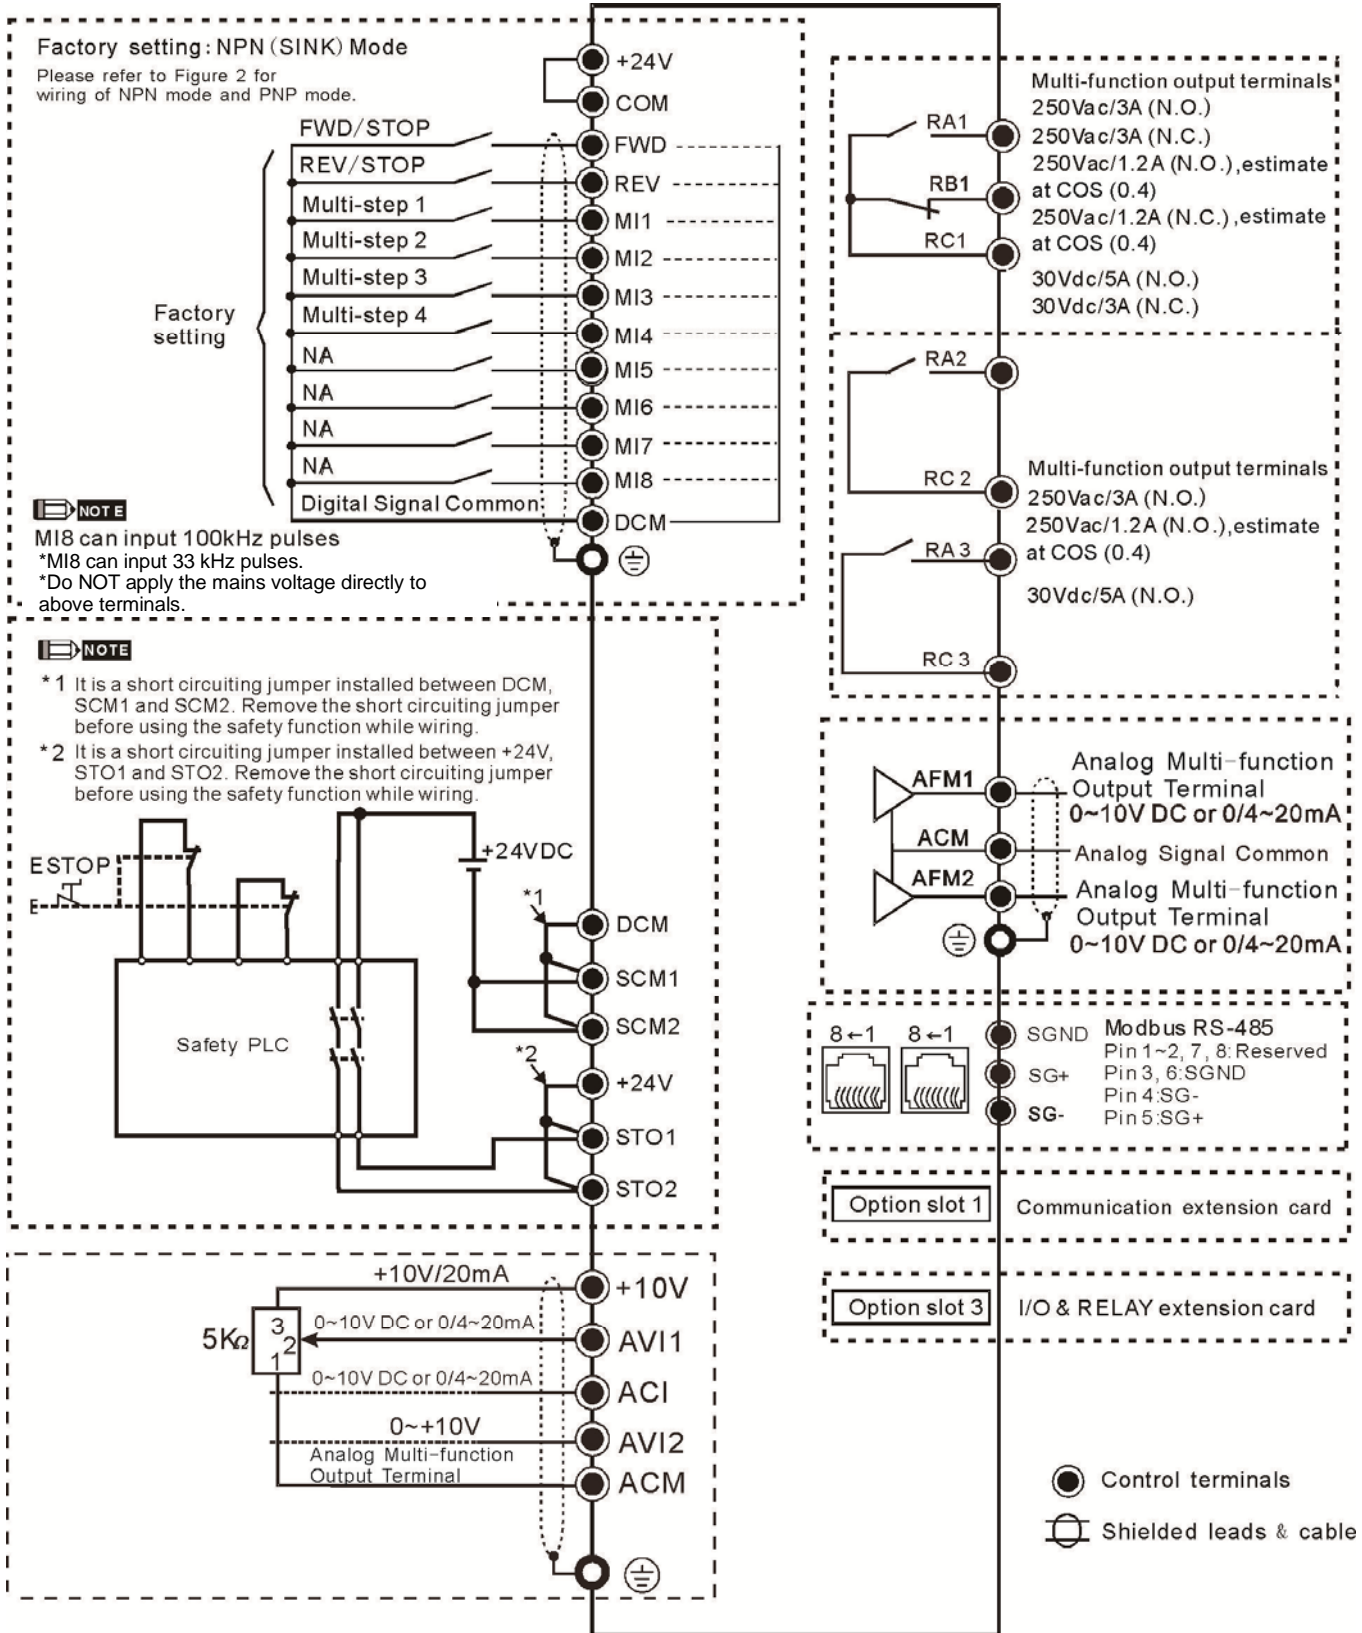 Factory setting: NPN (SINK) Mode
Please refer to Figure 2 for
wiring of NPN mode and PNP mode.
+24V
COM
FWD/STOP
FWD
REV/STOP
REV
Multi-step 1
MI1
Multi-step 2
MI2
Multi-step 3
MI3
Multi-step 4
MI4
Factory
setting
NA
MI5
NA
MI6
NA
MI7
NA
MI8
Digital Signal Common
DCM
NOTE
MI8 can input 100kHz pulses
*MI8 can input 33 kHz pulses.
*Do NOT apply the mains voltage directly to
above terminals.
NOTE
*1 It is a short circuiting jumper installed between DCM,
SCM1 and SCM2. Remove the short circuiting jumper
before using the safety function while wiring.
*2 It is a short circuiting jumper installed between +24V,
STO1 and STO2. Remove the short circuiting jumper
before using the safety function while wiring.
ESTOP
E
Safety PLC
+24VDC
*1
DCM
SCM1
SCM2
*2
+24V
STO1
STO2
+10V/20mA
+10V
5KΩ
3
2
1
0~10V DC or 0/4~20mA
AVI1
0~10V DC or 0/4~20mA
ACI
0~+10V
AVI2
Analog Multi-function
Output Terminal
ACM
RA1
RB1
RC1
Multi-function output terminals
250Vac/3A (N.O.)
250Vac/3A (N.C.)
250Vac/1.2A (N.O.), estimate
at COS (0.4)
250Vac/1.2A (N.C.), estimate
at COS (0.4)
30Vdc/5A (N.O.)
30Vdc/3A (N.C.)
RA2
RC2
RA3
RC3
Multi-function output terminals
250Vac/3A (N.O.)
250Vac/1.2A (N.O.), estimate
at COS (0.4)
30Vdc/5A (N.O.)
AFM1
Analog Multi-function
Output Terminal
0~10V DC or 0/4~20mA
ACM
Analog Signal Common
AFM2
Analog Multi-function
Output Terminal
0~10V DC or 0/4~20mA
8←1
8←1
SGND
SG+
SG-
Modbus RS-485
Pin 1~2, 7, 8: Reserved
Pin 3, 6:SGND
Pin 4:SG-
Pin 5:SG+
Option slot 1
Communication extension card
Option slot 3
I/O & RELAY extension card
Control terminals
Shielded leads & cable